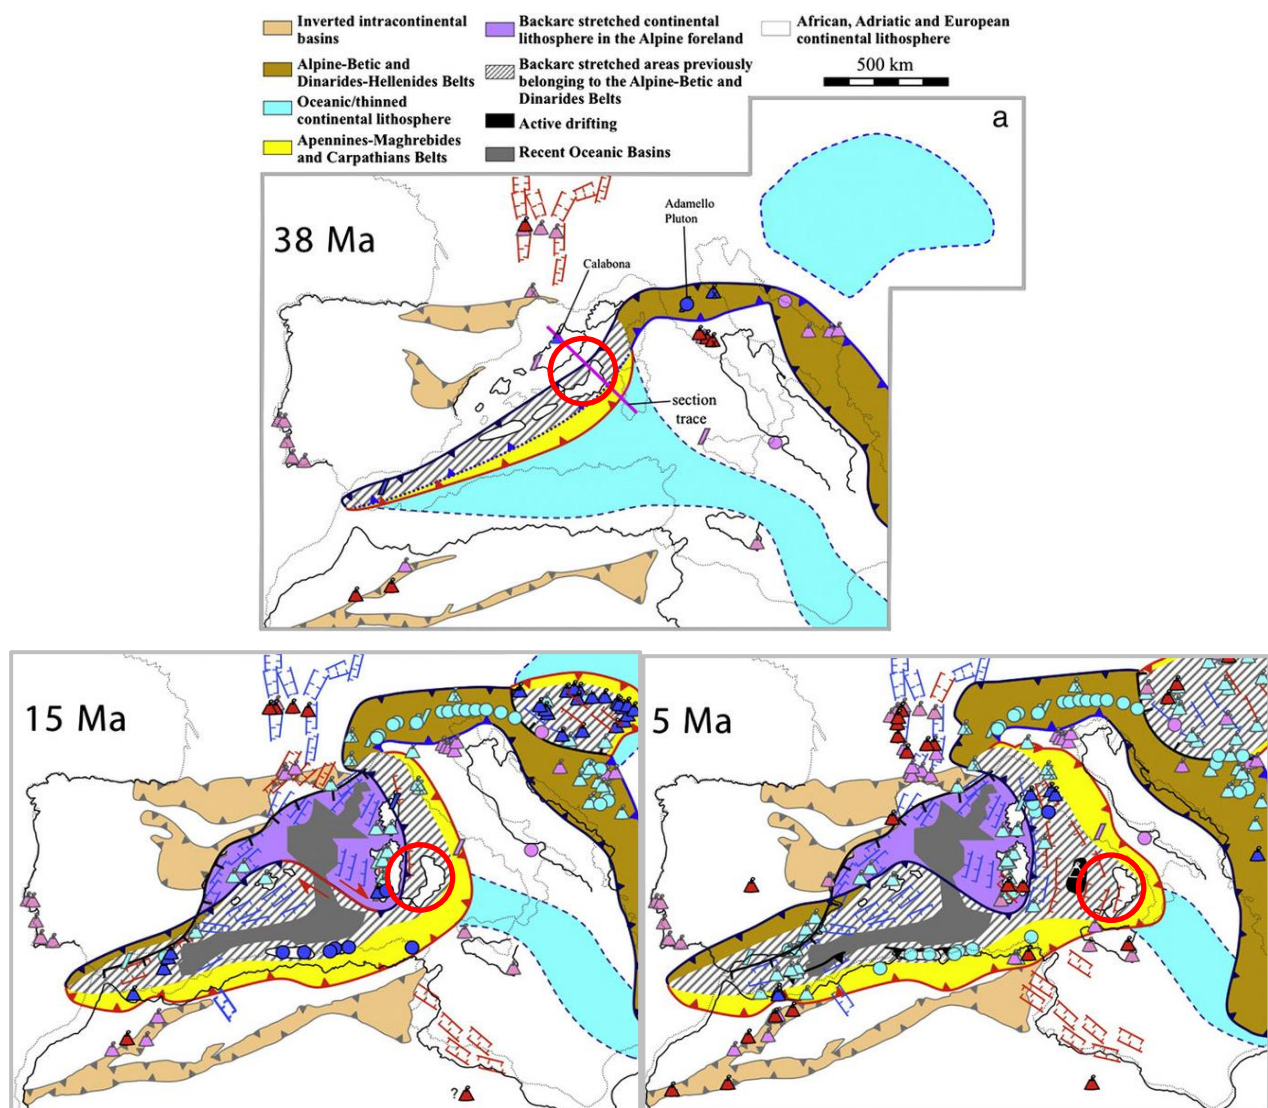 Inverted intracontinental
basins
Alpine-Betic and
Dinarides-Hellenides Belts
Oceanic/thinned
continental lithosphere
Apennines-Maghrebides
and Carpathians Belts
Backarc stretched continental
lithosphere in the Alpine foreland
Backarc stretched areas previously
belonging to the Alpine-Betic and
Dinarides Belts
Active drifting
Recent Oceanic Basins
African, Adriatic and European
continental lithosphere
500 km
a
38 Ma
Adamello
Pluton
Calabona
section
trace
15 Ma
?
5 Ma